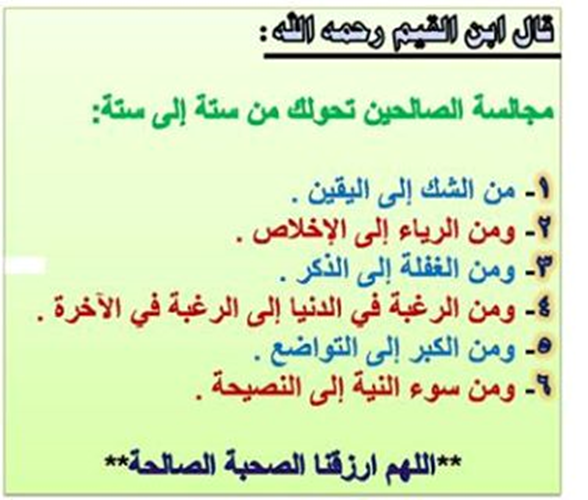 قال ابن القيم رحمه الله :
مجالسة الصالحين تحولك من ستة إلى ستة:
١- من الشك إلى اليقين .
٢- ومن الرياء إلى الإخلاص .
٣- ومن الغفلة إلى الذكر .
٤- ومن الرغبة في الدنيا إلى الرغبة في الآخرة .
٥- ومن الكبر إلى التواضع .
٦- ومن سوء النية إلى النصيحة .
**اللهم ارزقنا الصحبة الصالحة**